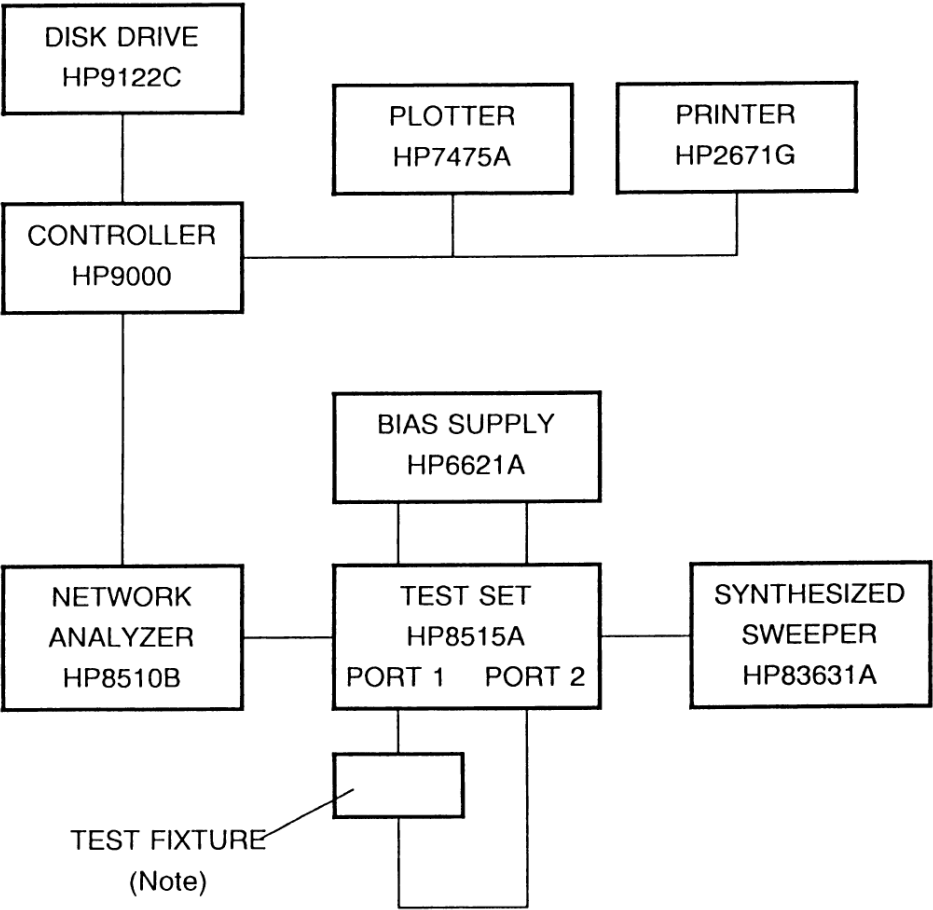 DISK DRIVE
HP9122C
PLOTTER
HP7475A
PRINTER
HP2671G
CONTROLLER
HP9000
BIAS SUPPLY
HP6621A
NETWORK
ANALYZER
HP8510B
TEST SET
HP8515A
PORT 1 PORT 2
SYNTHESIZED
SWEEPER
HP83631A
TEST FIXTURE
(Note)